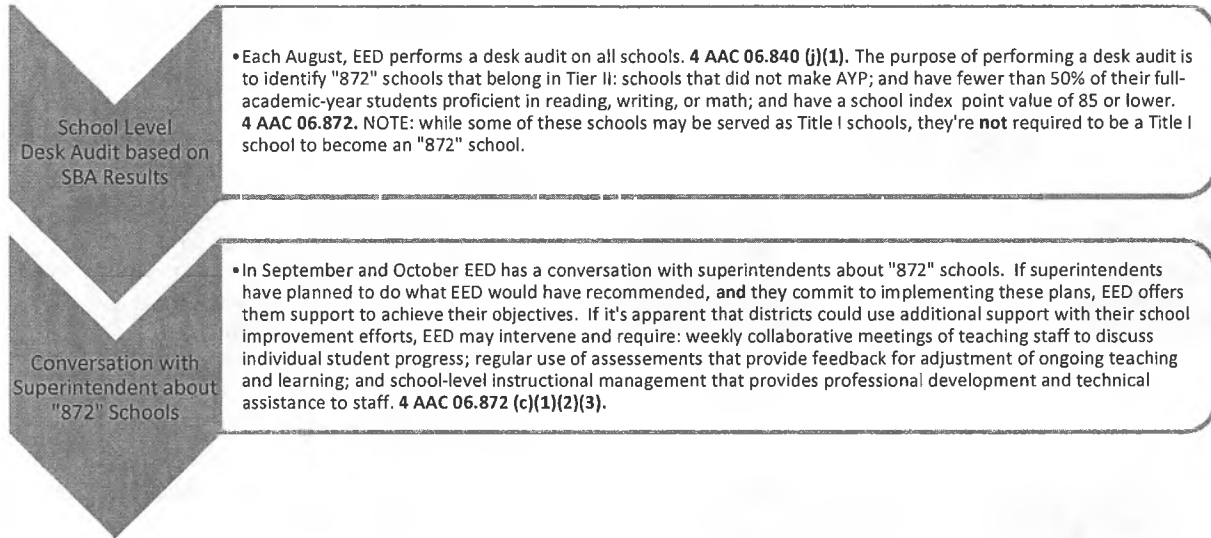 School Level
Desk Audit based on
SBA Results
•Each August, EED performs a desk audit on all schools. 4 AAC 06.840 (j)(1). The purpose of performing a desk audit is
to identify "872" schools that belong in Tier II: schools that did not make AYP; and have fewer than 50% of their full-
academic-year students proficient in reading, writing, or math; and have a school index point value of 85 or lower.
4 AAC 06.872. NOTE: while some of these schools may be served as Title I schools, they're not required to be a Title I
school to become an "872" school.
Conversation with
Superintendent about
"872" Schools
•In September and October EED has a conversation with superintendents about "872" schools. If superintendents
have planned to do what EED would have recommended, and they commit to implementing these plans, EED offers
them support to achieve their objectives. If it's apparent that districts could use additional support with their school
improvement efforts, EED may intervene and require: weekly collaborative meetings of teaching staff to discuss
individual student progress; regular use of assessments that provide feedback for adjustment of ongoing teaching
and learning; and school-level instructional management that provides professional development and technical
assistance to staff. 4 AAC 06.872 (c)(1)(2)(3).